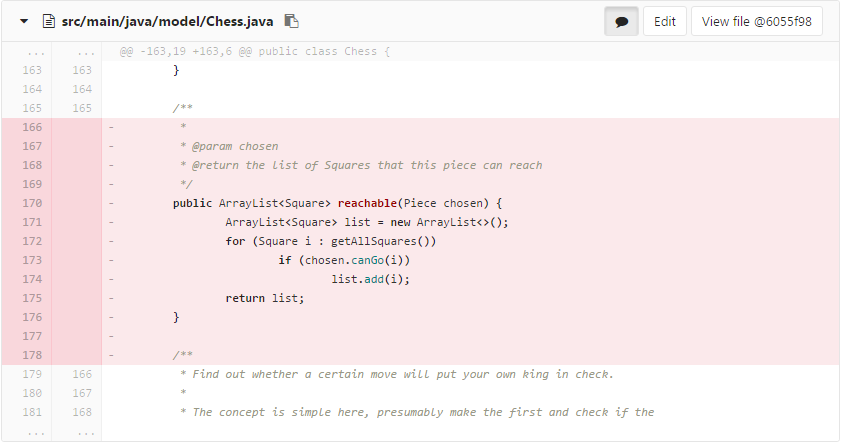 src/main/java/model/Chess.java Edit View file @6055f98
... ... @@ -163,19 +163,6 @@ public class Chess {
163 163 }
164 164
165 165 /**
166 - *
167 - * @param chosen
168 - * @return the list of Squares that this piece can reach
169 - */
170 - public ArrayList<Square> reachable(Piece chosen) {
171 - ArrayList<Square> list = new ArrayList<>();
172 - for (Square i : getAllSquares())
173 - if (chosen.canGo(i))
174 - list.add(i);
175 - return list;
176 - }
177 -
178 - /**
179 166 * Find out whether a certain move will put your own king in check.
180 167 *
181 168 * The concept is simple here, presumably make the first and check if the
... ...